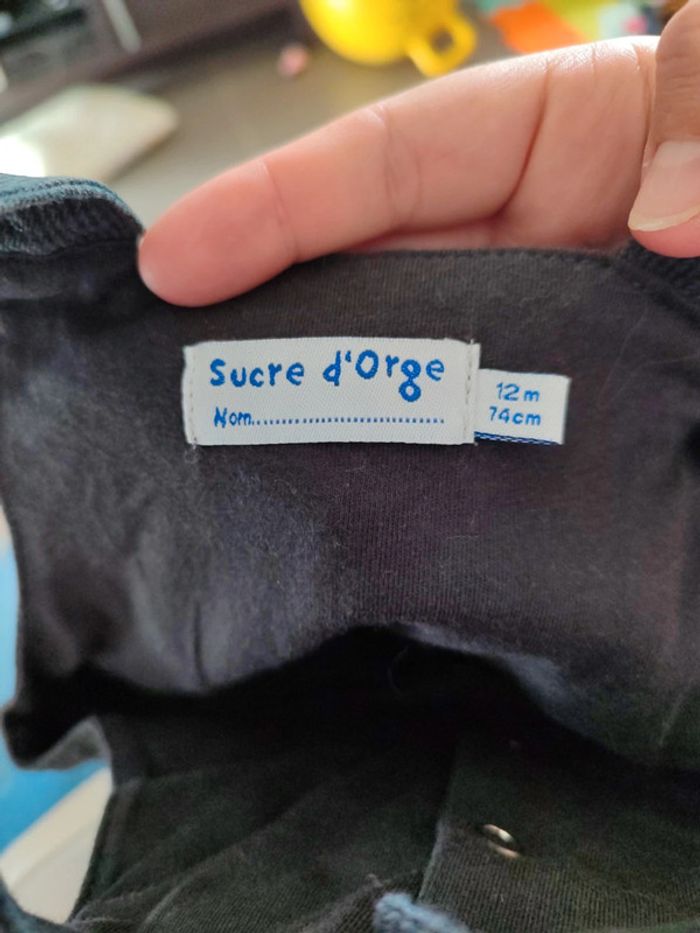 Sucre d'Orge
Nom..............................
12m
74cm